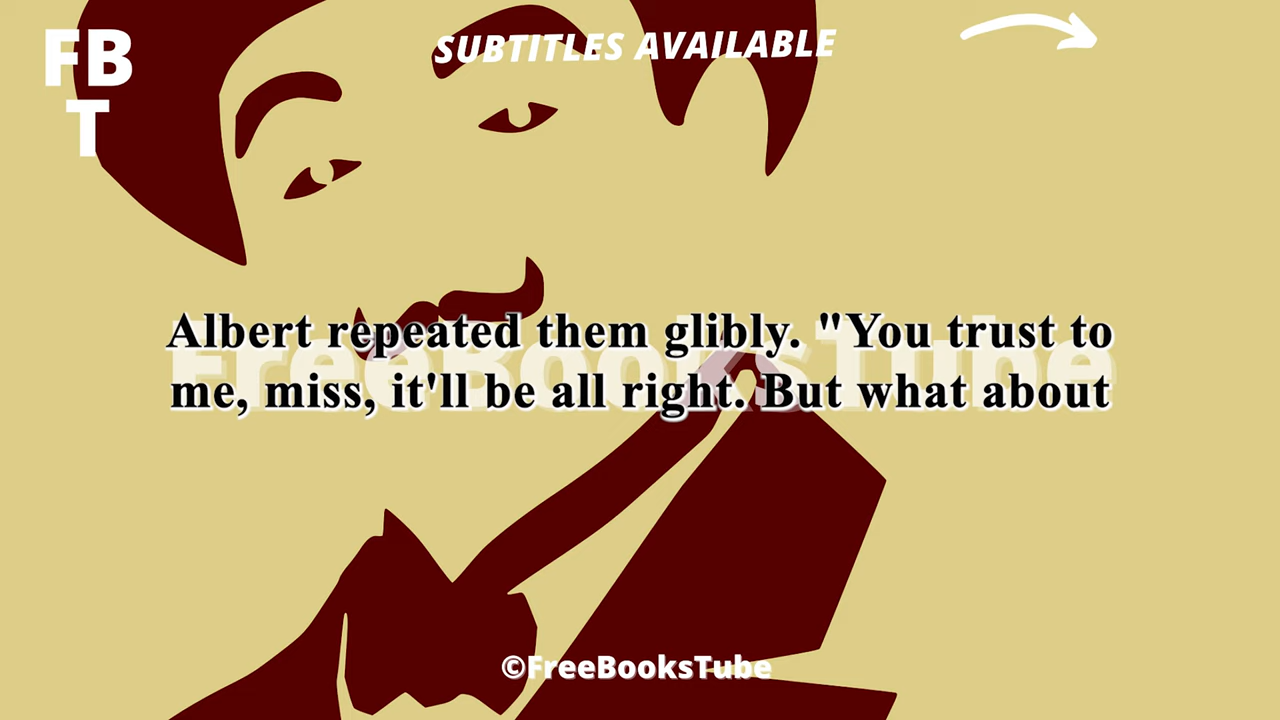 FB
T
SUBTITLES AVAILABLE
FreeBooksTube
Albert repeated them glibly. "You trust to
me, miss, it'll be all right. But what about
©FreeBooksTube